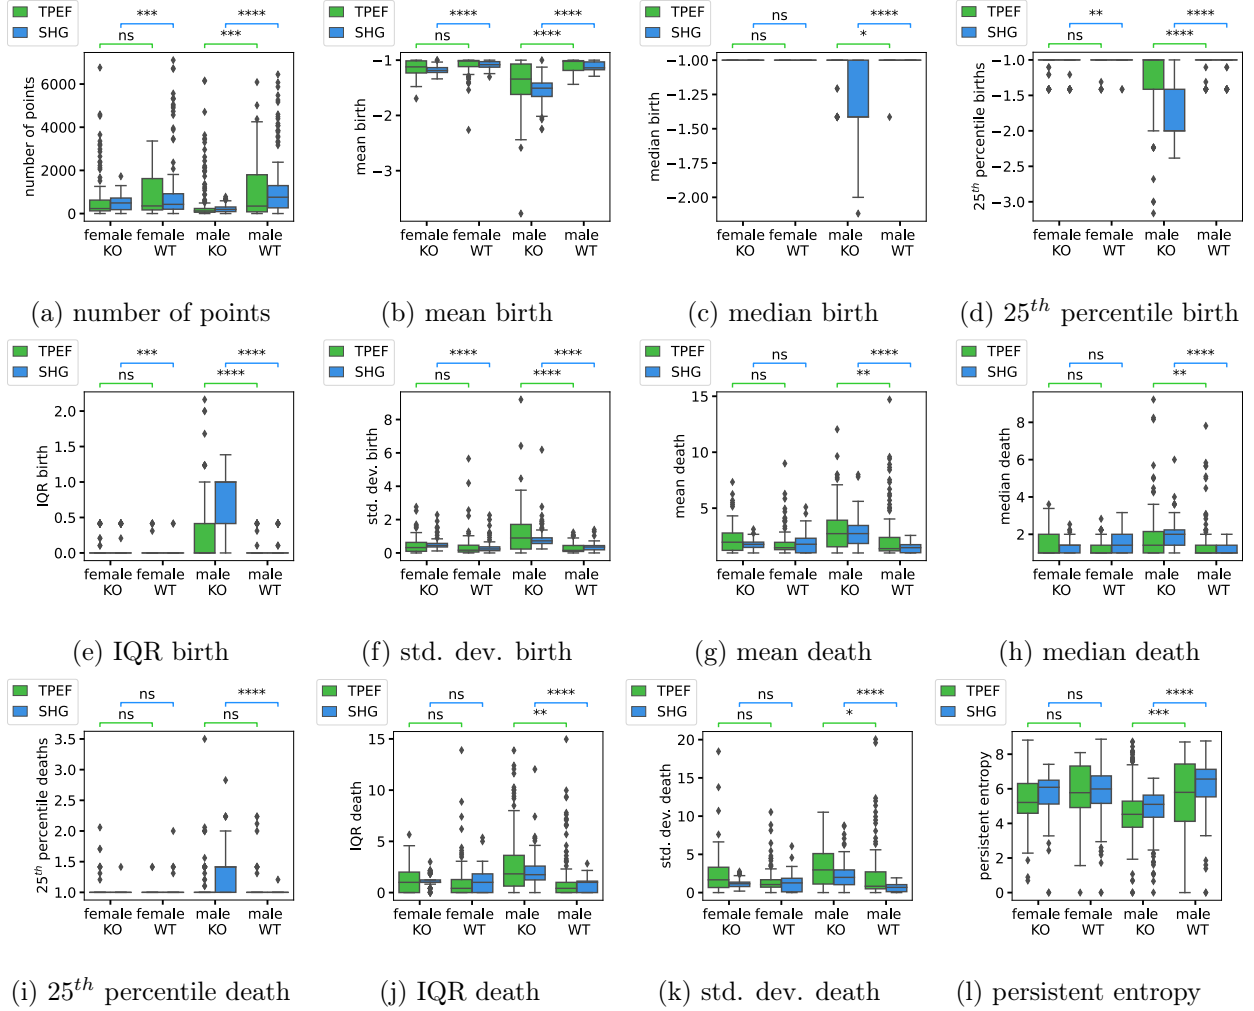 TPEF
SHG
ns
***
***
****
number of points
6000
4000
2000
0
female
KO
female
WT
male
KO
male
WT
(a) number of points
TPEF
SHG
ns
****
****
****
mean birth
−1
−2
−3
female
KO
female
WT
male
KO
male
WT
(b) mean birth
TPEF
SHG
ns
ns
*
****
median birth
−1.00
−1.25
−1.50
−1.75
−2.00
female
KO
female
WT
male
KO
male
WT
(c) median birth
TPEF
SHG
ns
**
****
****
25th percentile births
−1.0
−1.5
−2.0
−2.5
−3.0
female
KO
female
WT
male
KO
male
WT
(d) 25th percentile birth
TPEF
SHG
ns
***
****
****
IQR birth
2.0
1.5
1.0
0.5
0.0
female
KO
female
WT
male
KO
male
WT
(e) IQR birth
TPEF
SHG
ns
****
****
****
std. dev. birth
8
6
4
2
0
female
KO
female
WT
male
KO
male
WT
(f) std. dev. birth
TPEF
SHG
ns
ns
**
****
mean death
15
10
5
female
KO
female
WT
male
KO
male
WT
(g) mean death
TPEF
SHG
ns
ns
**
****
median death
8
6
4
2
female
KO
female
WT
male
KO
male
WT
(h) median death
TPEF
SHG
ns
ns
ns
****
25th percentile deaths
3.5
3.0
2.5
2.0
1.5
1.0
female
KO
female
WT
male
KO
male
WT
(i) 25th percentile death
TPEF
SHG
ns
ns
**
****
IQR death
15
10
5
0
female
KO
female
WT
male
KO
male
WT
(j) IQR death
TPEF
SHG
ns
ns
*
****
std. dev. death
20
15
10
5
0
female
KO
female
WT
male
KO
male
WT
(k) std. dev. death
TPEF
SHG
ns
ns
***
****
persistent entropy
8
6
4
2
0
female
KO
female
WT
male
KO
male
WT
(l) persistent entropy